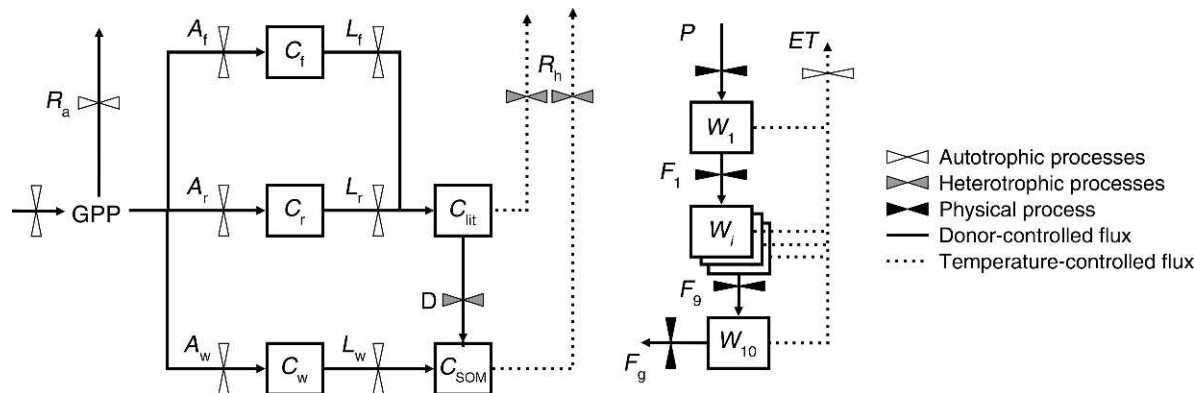 A_f
L_f
C_f
R_a
R_h
A_r
L_r
GPP
C_r
C_lit
D
A_w
L_w
C_w
C_SOM
P
ET
W_1
F_1
W_i
F_9
W_10
F_g
Autotrophic processes
Heterotrophic processes
Physical process
Donor-controlled flux
Temperature-controlled flux